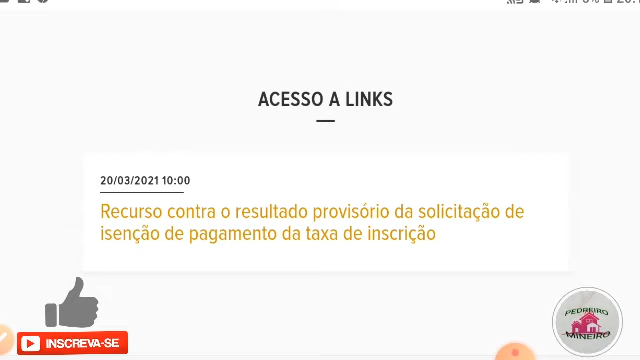 ACESSO A LINKS
20/03/2021 10:00
Recurso contra o resultado provisório da solicitação de
isenção de pagamento da taxa de inscrição
INSCREVA-SE
PEDREIRO
MINEIRO